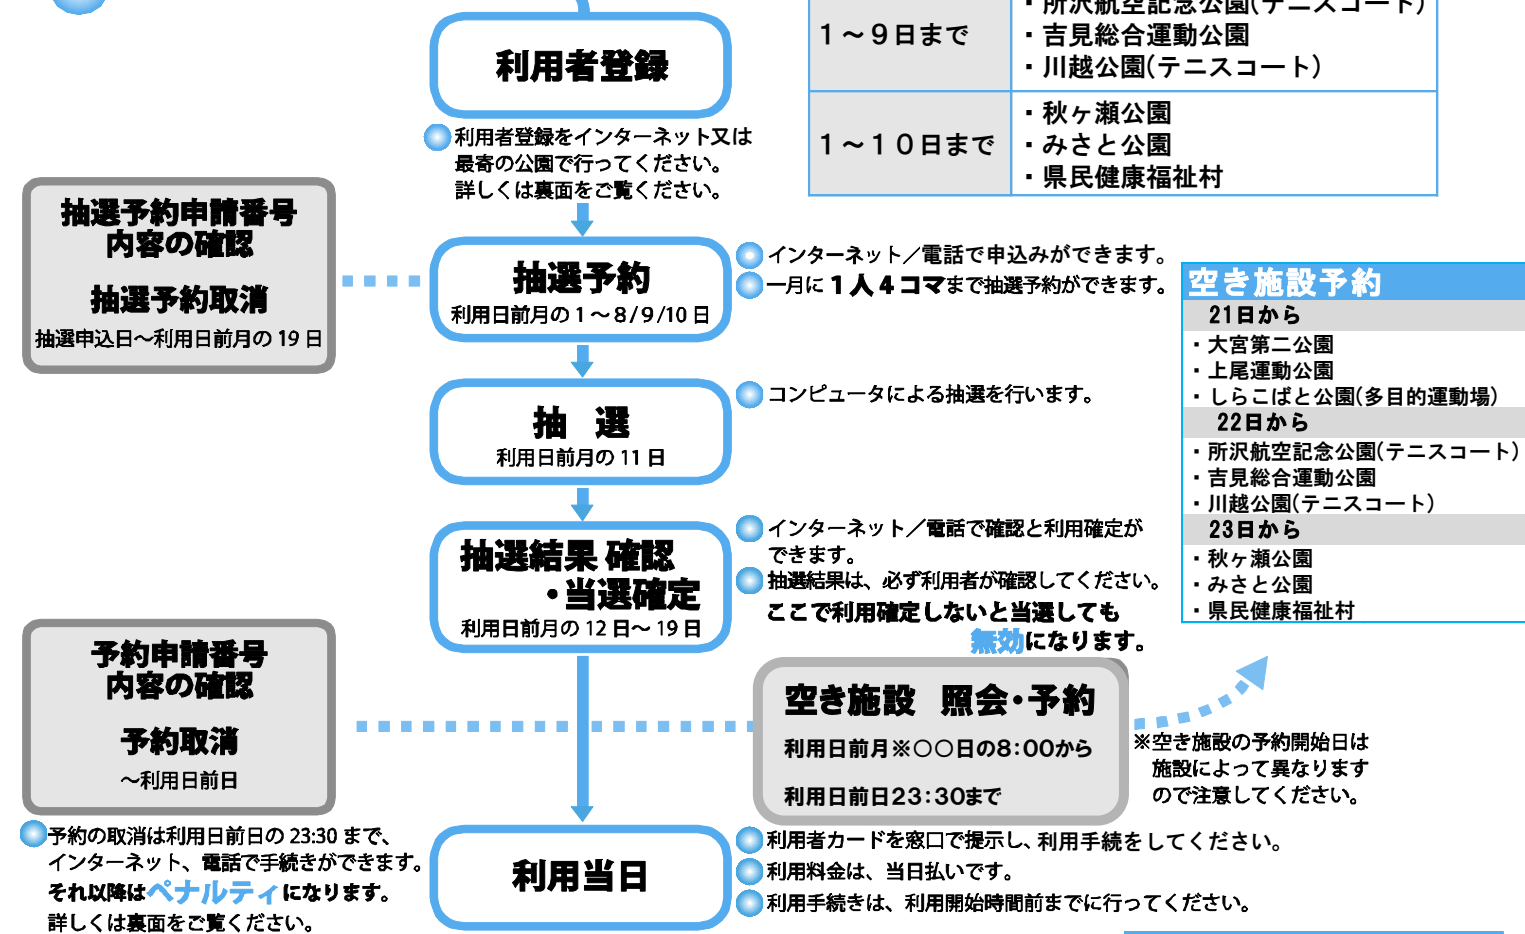 利用者登録
利用者登録をインターネット又は
最寄の公園で行ってください。
詳しくは裏面をご覧ください。
・所沢航空記念公園(テニスコート)
1～9日まで
・吉見総合運動公園
・川越公園(テニスコート)
1～10日まで
・秋ヶ瀬公園
・みさと公園
・県民健康福祉村
抽選予約申請番号
内容の確認
抽選予約取消
抽選申込日～利用日前月の 19 日
抽選予約
利用日前月の 1 ～ 8/9/10 日
インターネット／電話で申込みができます。
一月に 1 人 4 コマまで抽選予約ができます。
抽 選
利用日前月の 11 日
コンピュータによる抽選を行います。
抽選結果 確認
・当選確定
利用日前月の 12 日～ 19 日
インターネット／電話で確認と利用確定が
できます。
抽選結果は、必ず利用者が確認してください。
ここで利用確定しないと当選しても
無効になります。
空き施設予約
21日から
・大宮第二公園
・上尾運動公園
・しらこばと公園(多目的運動場)
22日から
・所沢航空記念公園(テニスコート)
・吉見総合運動公園
・川越公園(テニスコート)
23日から
・秋ヶ瀬公園
・みさと公園
・県民健康福祉村
予約申請番号
内容の確認
予約取消
～利用日前日
空き施設 照会・予約
利用日前月※○○日の8：00から
利用日前日23：30まで
※空き施設の予約開始日は
施設によって異なります
ので注意してください。
予約の取消は利用日前日の 23:30 まで、
インターネット、電話で手続きができます。
それ以降はペナルティになります。
詳しくは裏面をご覧ください。
利用当日
利用者カードを窓口で提示し、利用手続をしてください。
利用料金は、当日払いです。
利用手続きは、利用開始時間前までに行ってください。